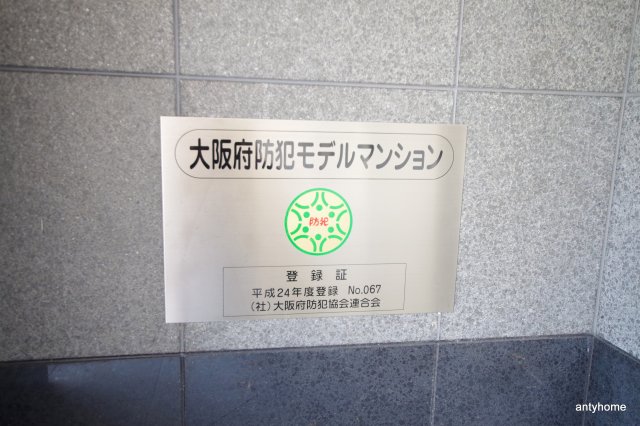 大阪府防犯モデルマンション
防犯
登録証
平成24年度登録 No.067
(社)大阪府防犯協会連合会
antyhome